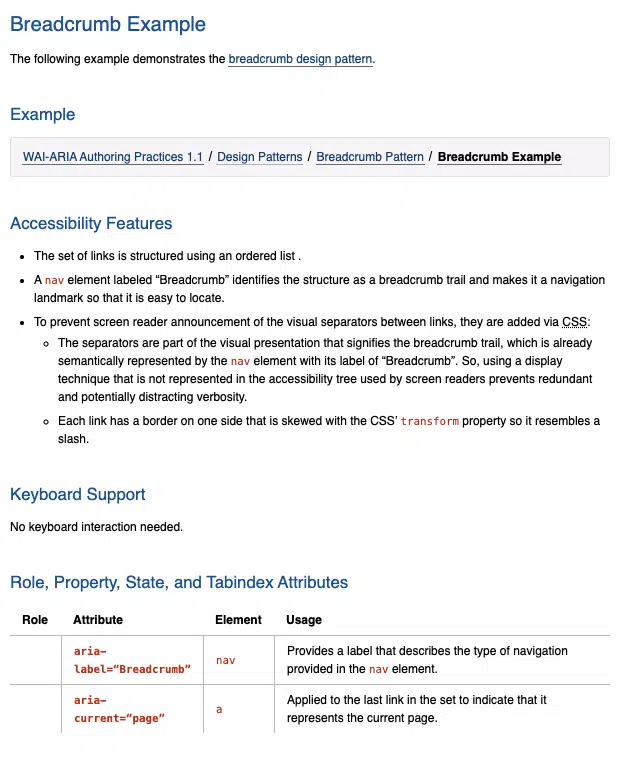 Breadcrumb Example
The following example demonstrates the breadcrumb design pattern.
Example
WAI-ARIA Authoring Practices 1.1 / Design Patterns / Breadcrumb Pattern / Breadcrumb Example
Accessibility Features
• The set of links is structured using an ordered list .
• A nav element labeled “Breadcrumb” identifies the structure as a breadcrumb trail and makes it a navigation
landmark so that it is easy to locate.
• To prevent screen reader announcement of the visual separators between links, they are added via CSS:
◦ The separators are part of the visual presentation that signifies the breadcrumb trail, which is already
semantically represented by the nav element with its label of “Breadcrumb”. So, using a display
technique that is not represented in the accessibility tree used by screen readers prevents redundant
and potentially distracting verbosity.
◦ Each link has a border on one side that is skewed with the CSS’ transform property so it resembles a
slash.
Keyboard Support
No keyboard interaction needed.
Role, Property, State, and Tabindex Attributes
Role Attribute Element Usage
aria-
label=“Breadcrumb”
nav
Provides a label that describes the type of navigation
provided in the nav element.
aria-
current=“page”
a
Applied to the last link in the set to indicate that it
represents the current page.